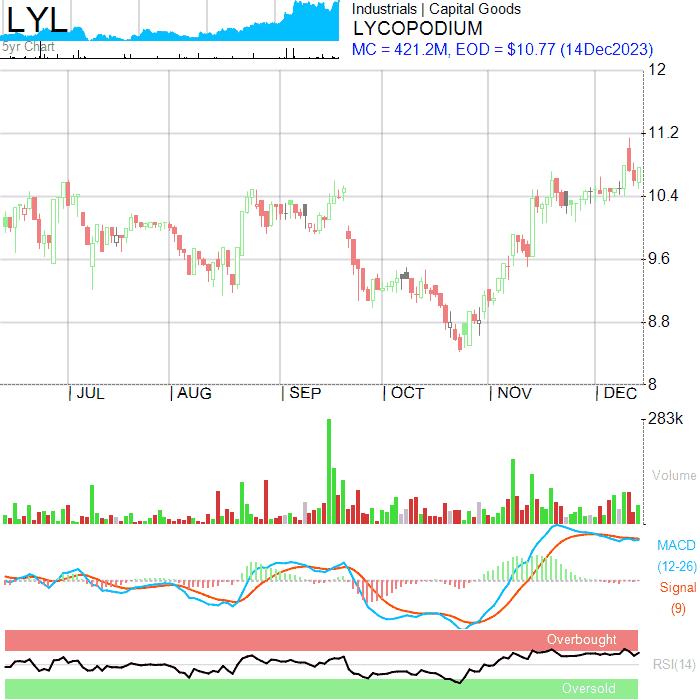 LYL
5yr Chart
Industrials | Capital Goods
LYCOPODIUM
MC = 421.2M, EOD = $10.77 (14Dec2023)
12
11.2
10.4
9.6
8.8
8
JUL
AUG
SEP
OCT
NOV
DEC
283k
Volume
MACD
(12-26)
Signal
(9)
Overbought
RSI(14)
Oversold